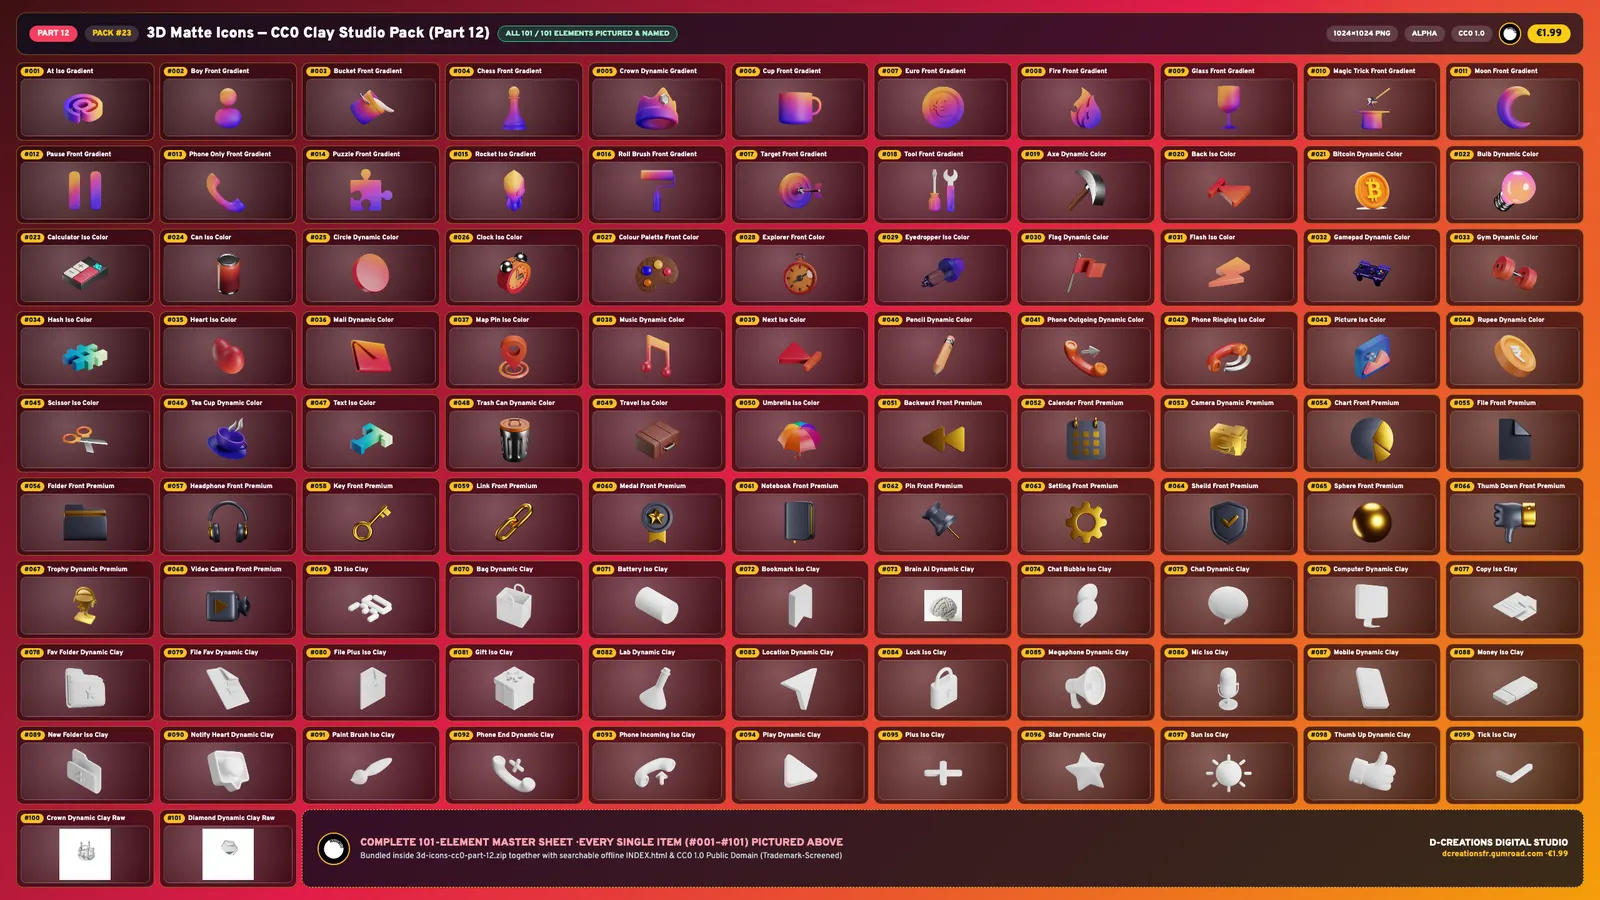 PART 12 PACK #23 3D Matte Icons – CC0 Clay Studio Pack (Part 12) ALL 101 / 101 ELEMENTS PICTURED & NAMED 1024×1024 PNG ALPHA CC0 1.0 €1.99
#001 At Iso Gradient
#002 Boy Front Gradient
#003 Bucket Front Gradient
#004 Chess Front Gradient
#005 Crown Dynamic Gradient
#006 Cup Front Gradient
#007 Euro Front Gradient
#008 Fire Front Gradient
#009 Glass Front Gradient
#010 Magic Trick Front Gradient
#011 Moon Front Gradient
#012 Pause Front Gradient
#013 Phone Only Front Gradient
#014 Puzzle Front Gradient
#015 Rocket Iso Gradient
#016 Roll Brush Front Gradient
#017 Target Front Gradient
#018 Tool Front Gradient
#019 Axe Dynamic Color
#020 Back Iso Color
#021 Bitcoin Dynamic Color
#022 Bulb Dynamic Color
#023 Calculator Iso Color
#024 Can Iso Color
#025 Circle Dynamic Color
#026 Clock Iso Color
#027 Colour Palette Front Color
#028 Explorer Front Color
#029 Eyedropper Iso Color
#030 Flag Dynamic Color
#031 Flash Iso Color
#032 Gamepad Dynamic Color
#033 Gym Dynamic Color
#034 Hash Iso Color
#035 Heart Iso Color
#036 Mail Dynamic Color
#037 Map Pin Iso Color
#038 Music Dynamic Color
#039 Next Iso Color
#040 Pencil Dynamic Color
#041 Phone Outgoing Dynamic Color
#042 Phone Ringing Iso Color
#043 Picture Iso Color
#044 Rupee Dynamic Color
#045 Scissor Iso Color
#046 Tea Cup Dynamic Color
#047 Text Iso Color
#048 Trash Can Dynamic Color
#049 Travel Iso Color
#050 Umbrella Iso Color
#051 Backward Front Premium
#052 Calender Front Premium
#053 Camera Dynamic Premium
#054 Chart Front Premium
#055 File Front Premium
#056 Folder Front Premium
#057 Headphone Front Premium
#058 Key Front Premium
#059 Link Front Premium
#060 Medal Front Premium
#061 Notebook Front Premium
#062 Pin Front Premium
#063 Setting Front Premium
#064 Sheild Front Premium
#065 Sphere Front Premium
#066 Thumb Down Front Premium
#067 Trophy Dynamic Premium
#068 Video Camera Front Premium
#069 3D Iso Clay
#070 Bag Dynamic Clay
#071 Battery Iso Clay
#072 Bookmark Iso Clay
#073 Brain Ai Dynamic Clay
#074 Chat Bubble Iso Clay
#075 Chat Dynamic Clay
#076 Computer Dynamic Clay
#077 Copy Iso Clay
#078 Fav Folder Dynamic Clay
#079 File Fav Dynamic Clay
#080 File Plus Iso Clay
#081 Gift Iso Clay
#082 Lab Dynamic Clay
#083 Location Dynamic Clay
#084 Lock Iso Clay
#085 Megaphone Dynamic Clay
#086 Mic Iso Clay
#087 Mobile Dynamic Clay
#088 Money Iso Clay
#089 New Folder Iso Clay
#090 Notify Heart Dynamic Clay
#091 Paint Brush Iso Clay
#092 Phone End Dynamic Clay
#093 Phone Incoming Iso Clay
#094 Play Dynamic Clay
#095 Plus Iso Clay
#096 Star Dynamic Clay
#097 Sun Iso Clay
#098 Thumb Up Dynamic Clay
#099 Tick Iso Clay
#100 Crown Dynamic Clay Raw
#101 Diamond Dynamic Clay Raw
COMPLETE 101-ELEMENT MASTER SHEET · EVERY SINGLE ITEM (#001–#101) PICTURED ABOVE
Bundled inside 3d-icons-cc0-part-12.zip together with searchable offline INDEX.html & CC0 1.0 Public Domain (Trademark-Screened)
D-CREATIONS DIGITAL STUDIO
dcreationsfr.gumroad.com · €1.99